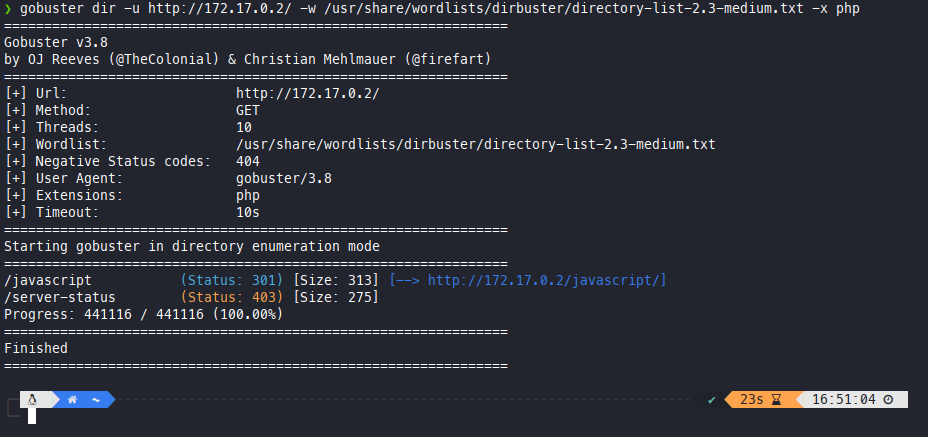 ❯ gobuster dir -u http://172.17.0.2/ -w /usr/share/wordlists/dirbuster/directory-list-2.3-medium.txt -x php
===============================================================
Gobuster v3.8
by OJ Reeves (@TheColonial) & Christian Mehlmauer (@firefart)
===============================================================
[+] Url:                     http://172.17.0.2/
[+] Method:                  GET
[+] Threads:                 10
[+] Wordlist:                /usr/share/wordlists/dirbuster/directory-list-2.3-medium.txt
[+] Negative Status codes:   404
[+] User Agent:              gobuster/3.8
[+] Extensions:              php
[+] Timeout:                 10s
===============================================================
Starting gobuster in directory enumeration mode
===============================================================
/javascript           (Status: 301) [Size: 313] [--> http://172.17.0.2/javascript/]
/server-status        (Status: 403) [Size: 275]
Progress: 441116 / 441116 (100.00%)
===============================================================
Finished
===============================================================
~ ✔ 23s 16:51:04